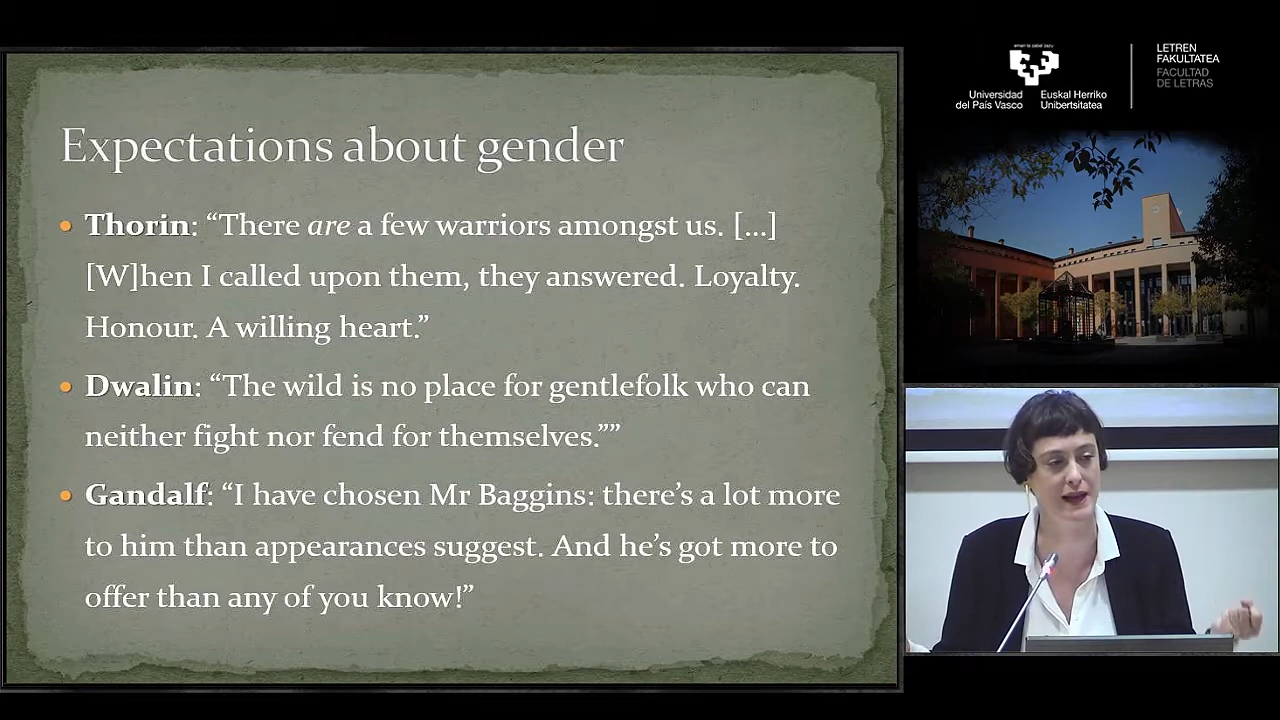 Expectations about gender
• Thorin: “There are a few warriors amongst us. [...]
[W]hen I called upon them, they answered. Loyalty.
Honour. A willing heart.”
• Dwalin: “The wild is no place for gentlefolk who can
neither fight nor fend for themselves.””
• Gandalf: “I have chosen Mr Baggins: there’s a lot more
to him than appearances suggest. And he’s got more to
offer than any of you know!”
Universidad
del País Vasco
Euskal Herriko
Unibertsitatea
LETREN
FAKULTATEA
FACULTAD
DE LETRAS